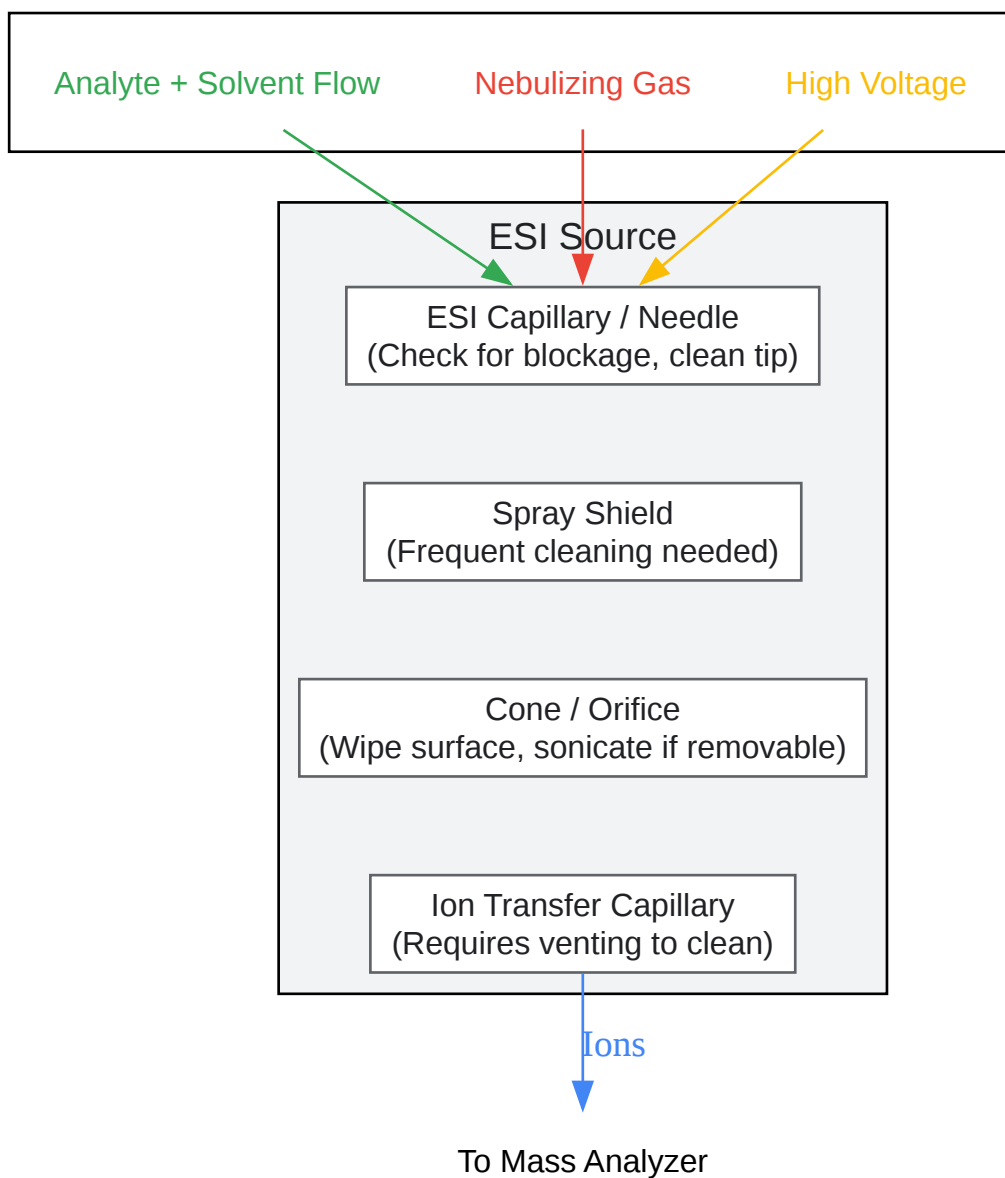 Analyte + Solvent Flow
Nebulizing Gas
High Voltage
ESI Source
ESI Capillary / Needle
(Check for blockage, clean tip)
Spray Shield
(Frequent cleaning needed)
Cone / Orifice
(Wipe surface, sonicate if removable)
Ion Transfer Capillary
(Requires venting to clean)
Ions
To Mass Analyzer